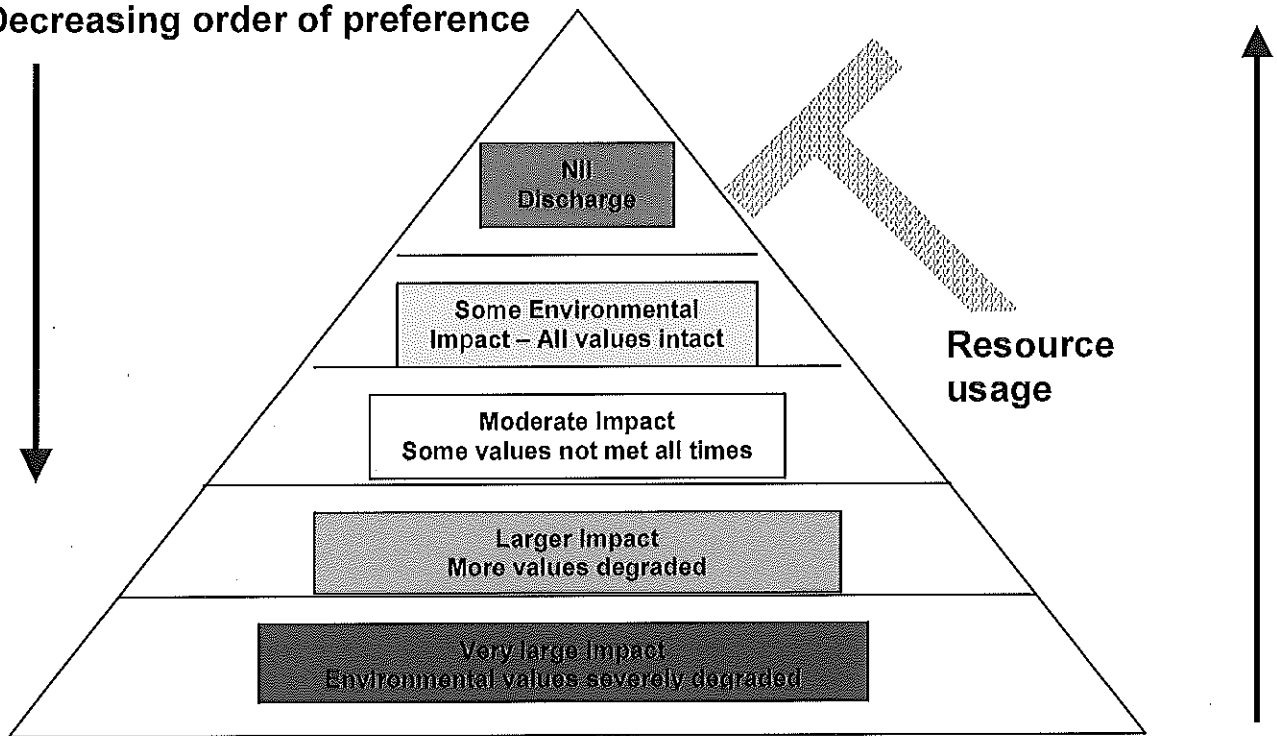 Decreasing order of preference
Nil
Discharge
Some Environmental
Impact – All values intact
Resource
usage
Moderate Impact
Some values not met all times
Larger Impact
More values degraded
Very large Impact
Environmental values severely degraded